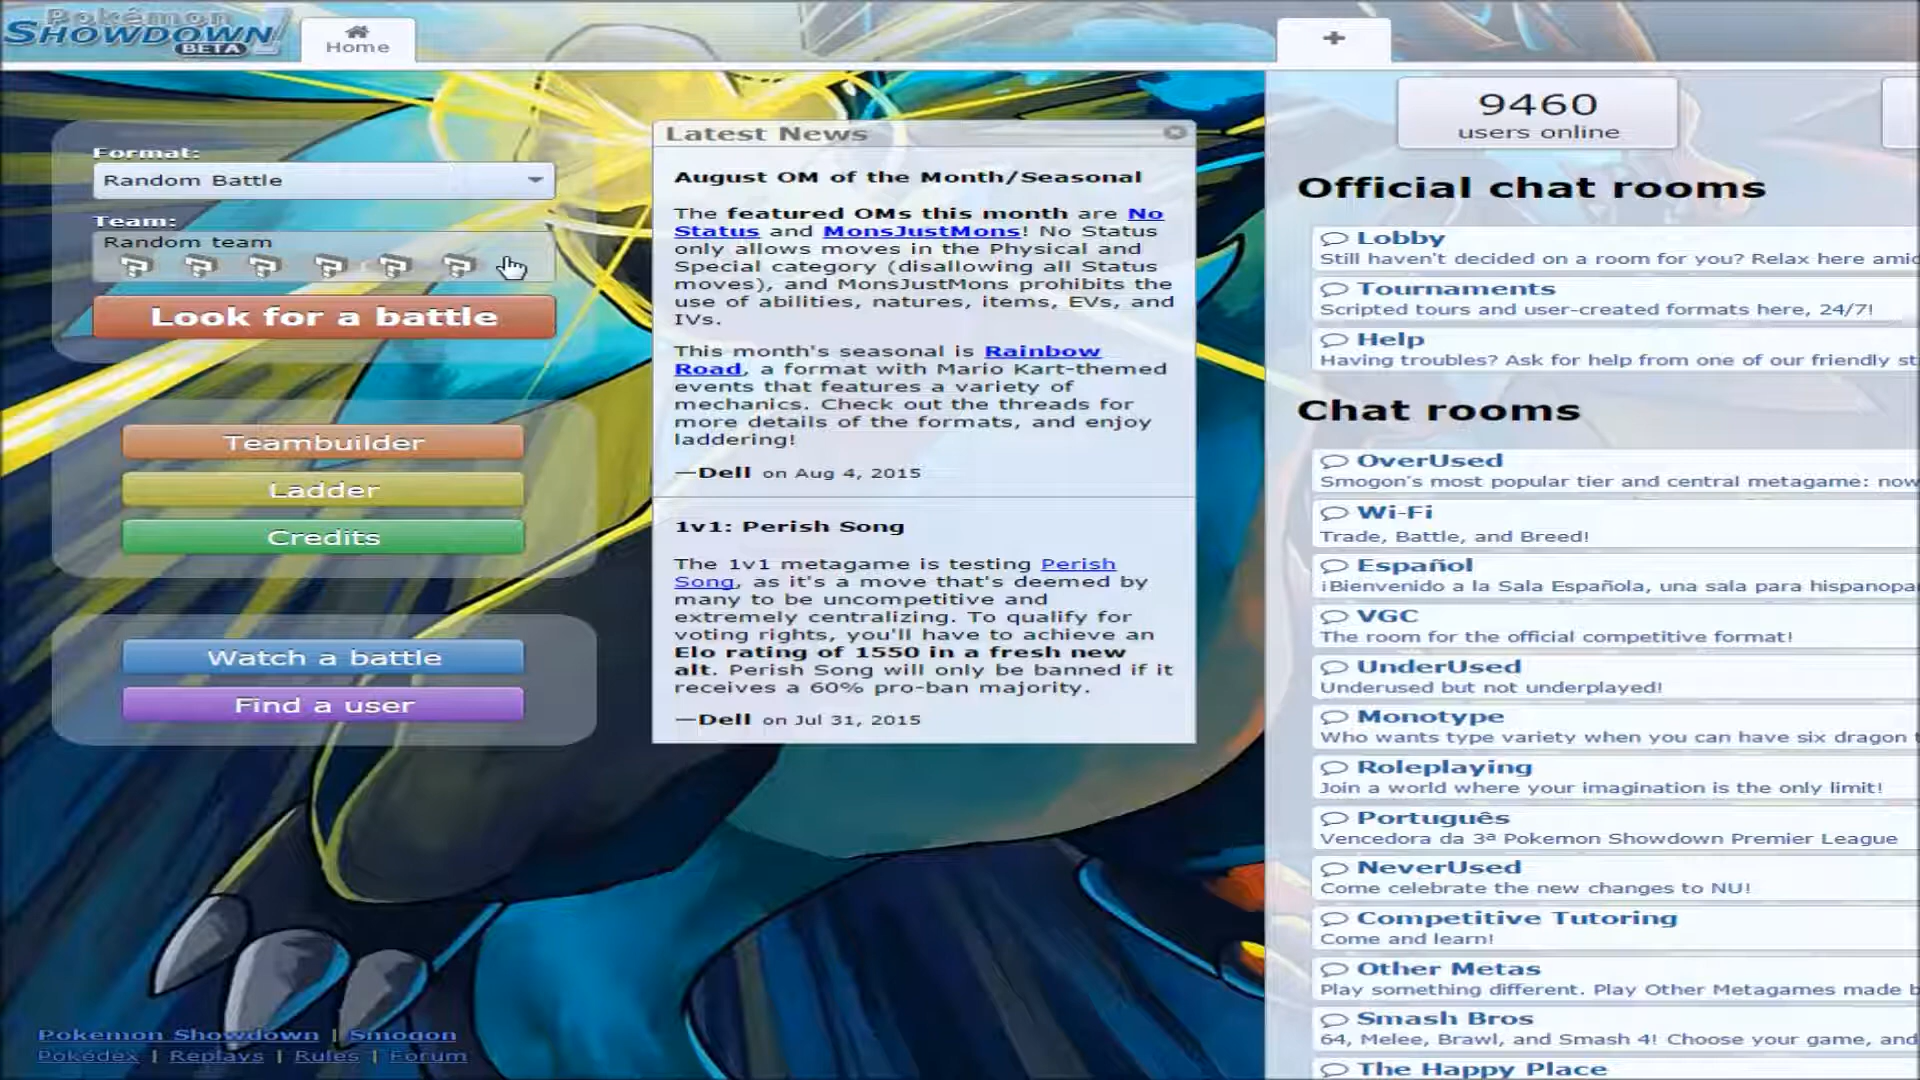 Pokémon
SHOWDOWN!
BETA
Home
+
Format:
Random Battle
Team:
Random team
? ? ? ? ? ?
Look for a battle
Teambuilder
Ladder
Credits
Watch a battle
Find a user
Pokemon Showdown | Smogon
Pokédex | Replays | Rules | Forum
Latest News
August OM of the Month/Seasonal
The featured OMs this month are No
Status and MonsJustMons! No Status
only allows moves in the Physical and
Special category (disallowing all Status
moves), and MonsJustMons prohibits the
use of abilities, natures, items, EVs, and
IVs.
This month's seasonal is Rainbow
Road, a format with Mario Kart-themed
events that features a variety of
mechanics. Check out the threads for
more details of the formats, and enjoy
laddering!
—Dell on Aug 4, 2015
1v1: Perish Song
The 1v1 metagame is testing Perish
Song, as it's a move that's deemed by
many to be uncompetitive and
extremely centralizing. To qualify for
voting rights, you'll have to achieve an
Elo rating of 1550 in a fresh new
alt. Perish Song will only be banned if it
receives a 60% pro-ban majority.
—Dell on Jul 31, 2015
9460
users online
Official chat rooms
Lobby
Still haven't decided on a room for you? Relax here amid
Tournaments
Scripted tours and user-created formats here, 24/7!
Help
Having troubles? Ask for help from one of our friendly st
Chat rooms
OverUsed
Smogon's most popular tier and central metagame: now
Wi-Fi
Trade, Battle, and Breed!
Español
¡Bienvenido a la Sala Española, una sala para hispanopa
VGC
The room for the official competitive format!
UnderUsed
Underused but not underplayed!
Monotype
Who wants type variety when you can have six dragon t
Roleplaying
Join a world where your imagination is the only limit!
Português
Vencedora da 3ª Pokemon Showdown Premier League
NeverUsed
Come celebrate the new changes to NU!
Competitive Tutoring
Come and learn!
Other Metas
Play something different. Play Other Metagames made b
Smash Bros
64, Melee, Brawl, and Smash 4! Choose your game, and
The Happy Place